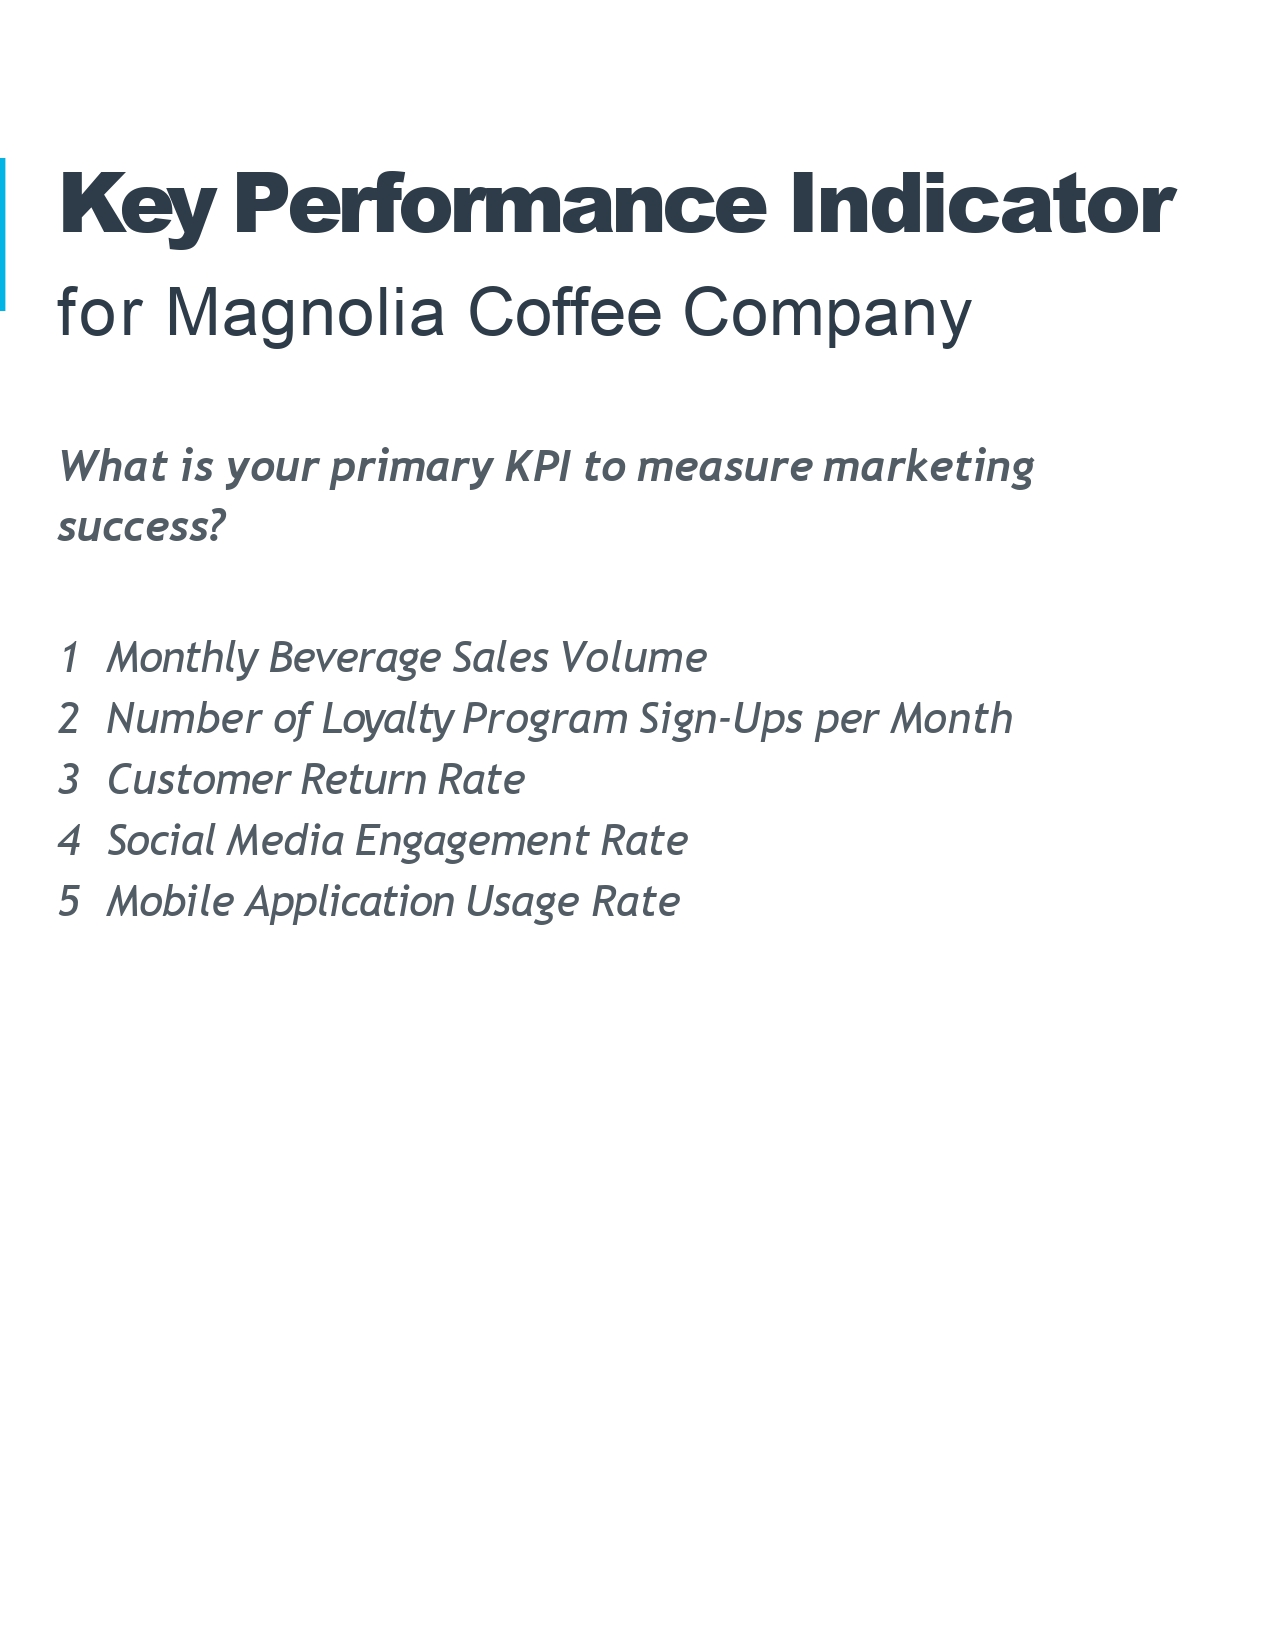 Key Performance Indicator
for Magnolia Coffee Company
What is your primary KPI to measure marketing
success?
1 Monthly Beverage Sales Volume
2 Number of Loyalty Program Sign-Ups per Month
3 Customer Return Rate
4 Social Media Engagement Rate
5 Mobile Application Usage Rate